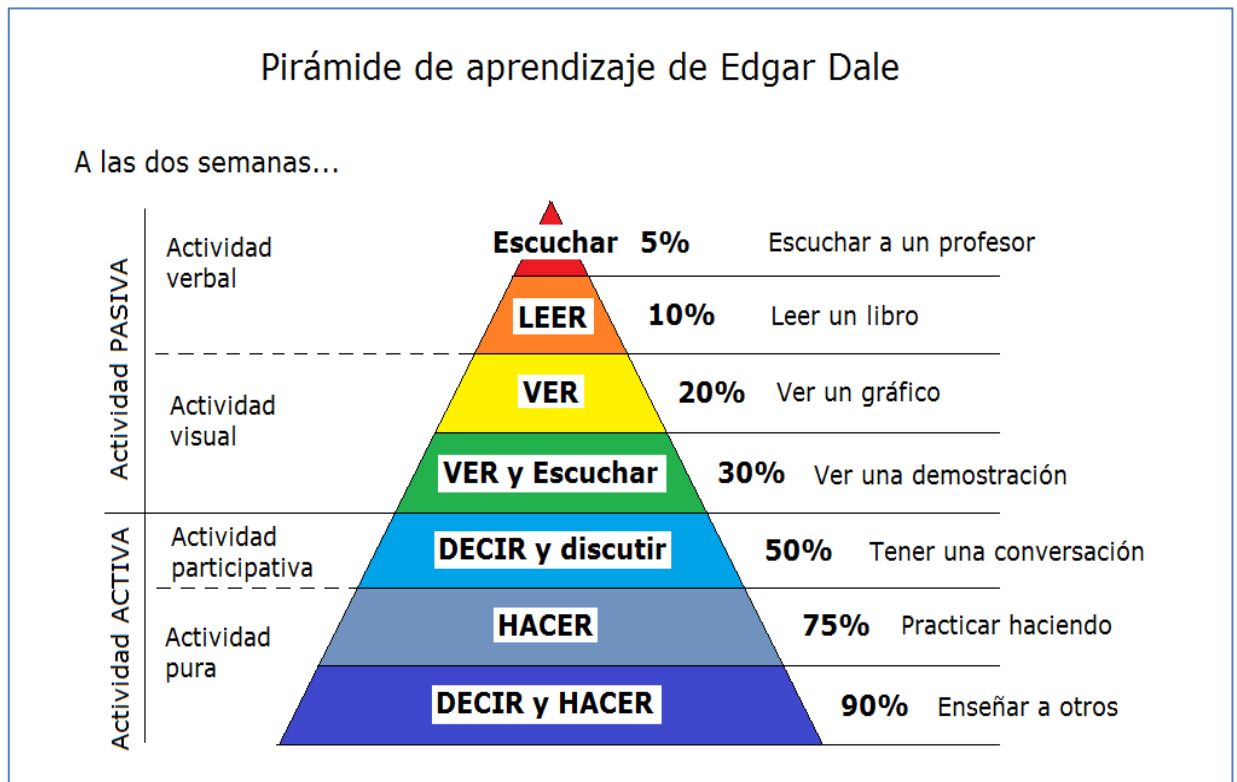 Pirámide de aprendizaje de Edgar Dale
A las dos semanas...
Actividad PASIVA
Actividad
verbal
Escuchar 5% Escuchar a un profesor
LEER 10% Leer un libro
Actividad
visual
VER 20% Ver un gráfico
VER y Escuchar 30% Ver una demostración
Actividad ACTIVA
Actividad
participativa
DECIR y discutir 50% Tener una conversación
Actividad
pura
HACER 75% Practicar haciendo
DECIR y HACER 90% Enseñar a otros